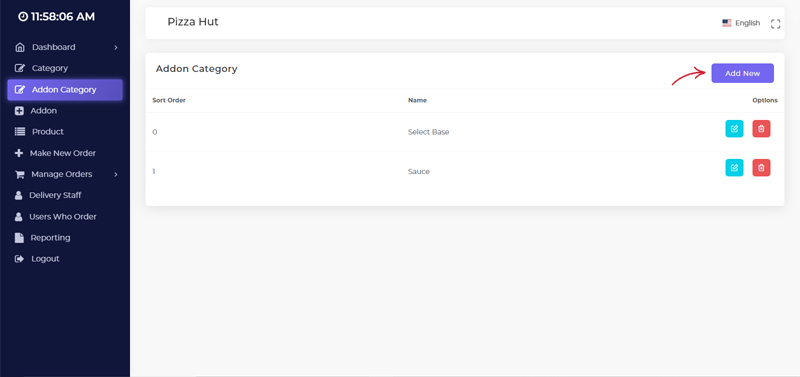 11:58:06 AM
Dashboard
Category
Addon Category
Addon
Product
Make New Order
Manage Orders
Delivery Staff
Users Who Order
Reporting
Logout
Pizza Hut
English
Addon Category
Add New
Sort Order Name Options
0 Select Base
1 Sauce